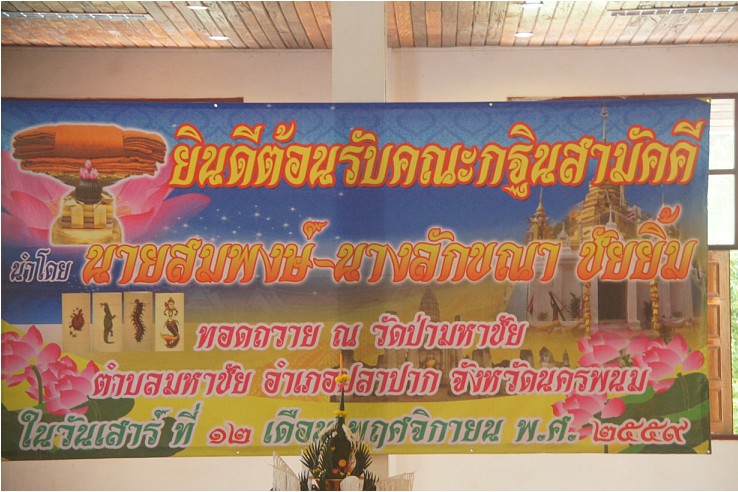 ยินดีต้อนรับคณะกฐินสามัคคี
นำโดย นายสมพงษ์-นางลักขณา ชัยยิ้ม
ทอดถวาย ณ วัดป่ามหาชัย
ตำบลมหาชัย อำเภอปลาปาก จังหวัดนครพนม
ในวันเสาร์ ที่ ๑๒ เดือน พฤศจิกายน พ.ศ. ๒๕๕๙